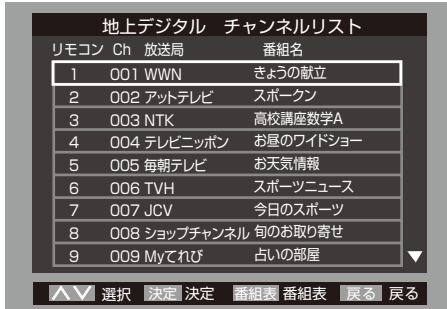 地上デジタル チャンネルリスト
リモコン Ch 放送局 番組名
1 001 WWN きょうの献立
2 002 アットテレビ スポークン
3 003 NTK 高校講座数学A
4 004 テレビニッポン お昼のワイドショー
5 005 毎朝テレビ お天気情報
6 006 TVH スポーツニュース
7 007 JCV 今日のスポーツ
8 008 ショップチャンネル 旬のお取り寄せ
9 009 Myてれび 占いの部屋
選択 決定 決定 番組表 番組表 戻る 戻る